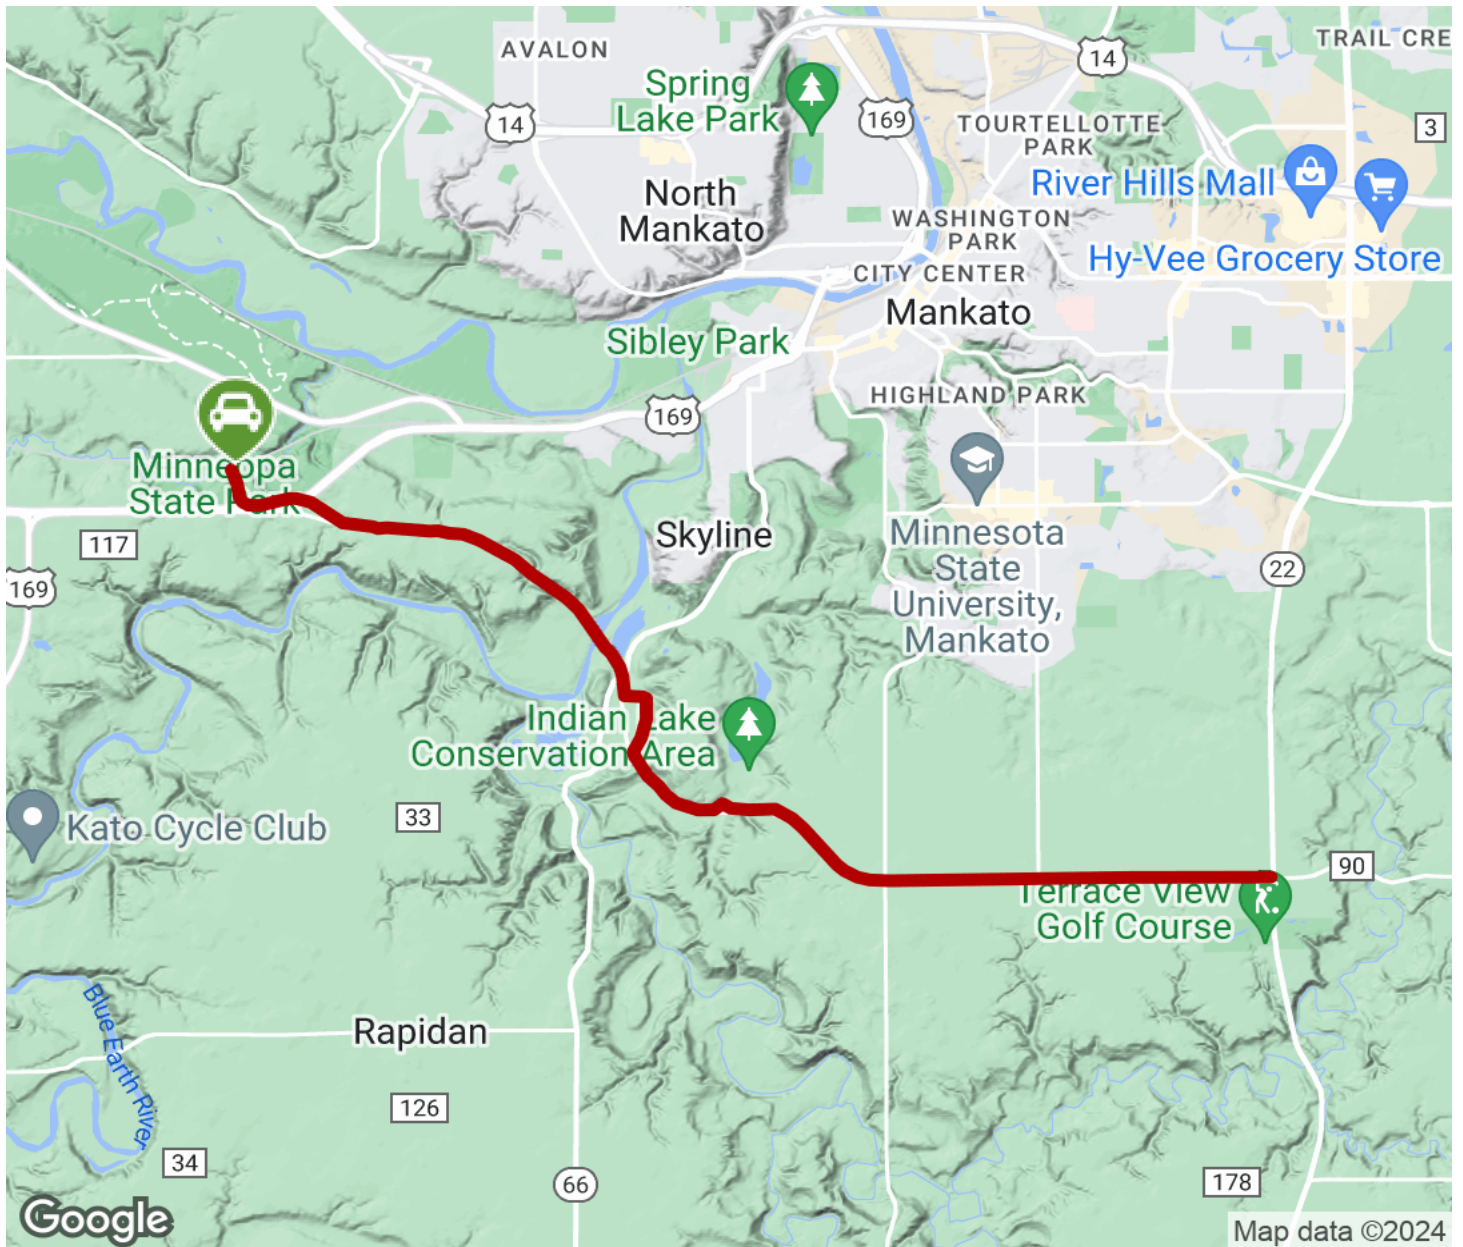 AVALON
TRAIL CRE
14
Spring
Lake Park
14
169
TOURTELLOTTE
PARK
3
River Hills Mall
North
Mankato
WASHINGTON
PARK
Hy-Vee Grocery Store
CITY CENTER
Mankato
Sibley Park
HIGHLAND PARK
169
Minneopa
State Park
117
Skyline
Minnesota
State
University,
Mankato
22
169
Indian Lake
Conservation Area
Kato Cycle Club
33
90
Terrace View
Golf Course
Blue Earth River
Rapidan
126
34
66
178
Google
Map data ©2024